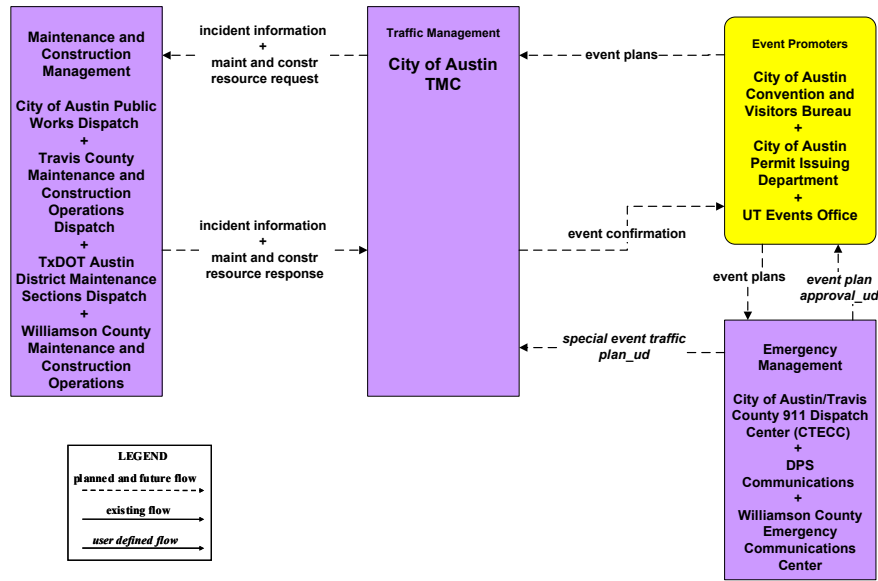 Maintenance and
Construction
Management
City of Austin Public
Works Dispatch
+
Travis County
Maintenance and
Construction
Operations
Dispatch
+
TxDOT Austin
District Maintenance
Sections Dispatch
+
Williamson County
Maintenance and
Construction
Operations
incident information
+
maint and constr
resource request
incident information
+
maint and constr
resource response
Traffic Management
City of Austin
TMC
event plans
event confirmation
special event traffic
plan_ud
Event Promoters
City of Austin
Convention and
Visitors Bureau
+
City of Austin
Permit Issuing
Department
+
UT Events Office
event plans
event plan
approval_ud
Emergency
Management
City of Austin/Travis
County 911 Dispatch
Center (CTECC)
+
DPS
Communications
+
Williamson County
Emergency
Communications
Center
LEGEND
planned and future flow
existing flow
user defined flow